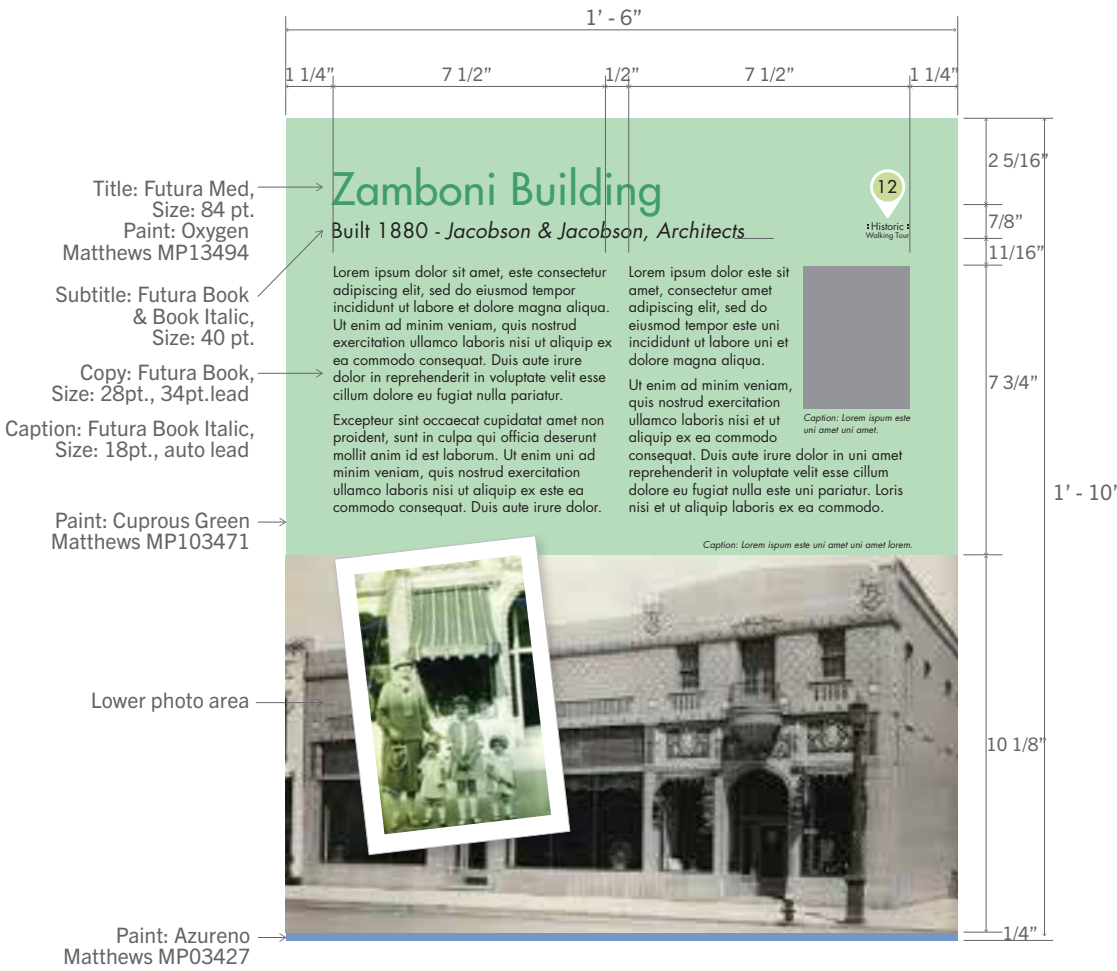 1’ - 6”
1 1/4”
7 1/2”
1/2”
7 1/2”
1 1/4”
Title: Futura Med,
Size: 84 pt.
Paint: Oxygen
Matthews MP13494
Subtitle: Futura Book
& Book Italic,
Size: 40 pt.
Copy: Futura Book,
Size: 28pt., 34pt.lead
Caption: Futura Book Italic,
Size: 18pt., auto lead
Paint: Cuprous Green
Matthews MP103471
Lower photo area
Paint: Azureno
Matthews MP03427
Zamboni Building
Built 1880 - Jacobson & Jacobson, Architects
12
Historic
Walking Tour
Lorem ipsum dolor sit amet, este consectetur
adipiscing elit, sed do eiusmod tempor
incididunt ut labore et dolore magna aliqua.
Ut enim ad minim veniam, quis nostrud
exercitation ullamco laboris nisi ut aliquip ex
ea commodo consequat. Duis aute irure
dolor in reprehenderit in voluptate velit esse
cillum dolore eu fugiat nulla pariatur.
Excepteur sint occaecat cupidatat amet non
proident, sunt in culpa qui officia deserunt
mollit anim id est laborum. Ut enim uni ad
minim veniam, quis nostrud exercitation
ullamco laboris nisi ut aliquip ex este ea
commodo consequat. Duis aute irure dolor.
Lorem ipsum dolor este sit
amet, consectetur amet
adipiscing elit, sed do
eiusmod tempor este uni
incididunt ut labore uni et
dolore magna aliqua.
Ut enim ad minim veniam,
quis nostrud exercitation
ullamco laboris nisi et ut
aliquip ex ea commodo
consequat. Duis aute irure dolor in uni amet
reprehenderit in voluptate velit esse cillum
dolore eu fugiat nulla este uni pariatur. Loris
nisi et ut aliquip laboris ex ea commodo.
Caption: Lorem ispum este
uni amet uni amet.
Caption: Lorem ispum este uni amet uni amet lorem.
2 5/16”
7/8”
11/16”
7 3/4”
10 1/8”
1/4”
1’ - 10’